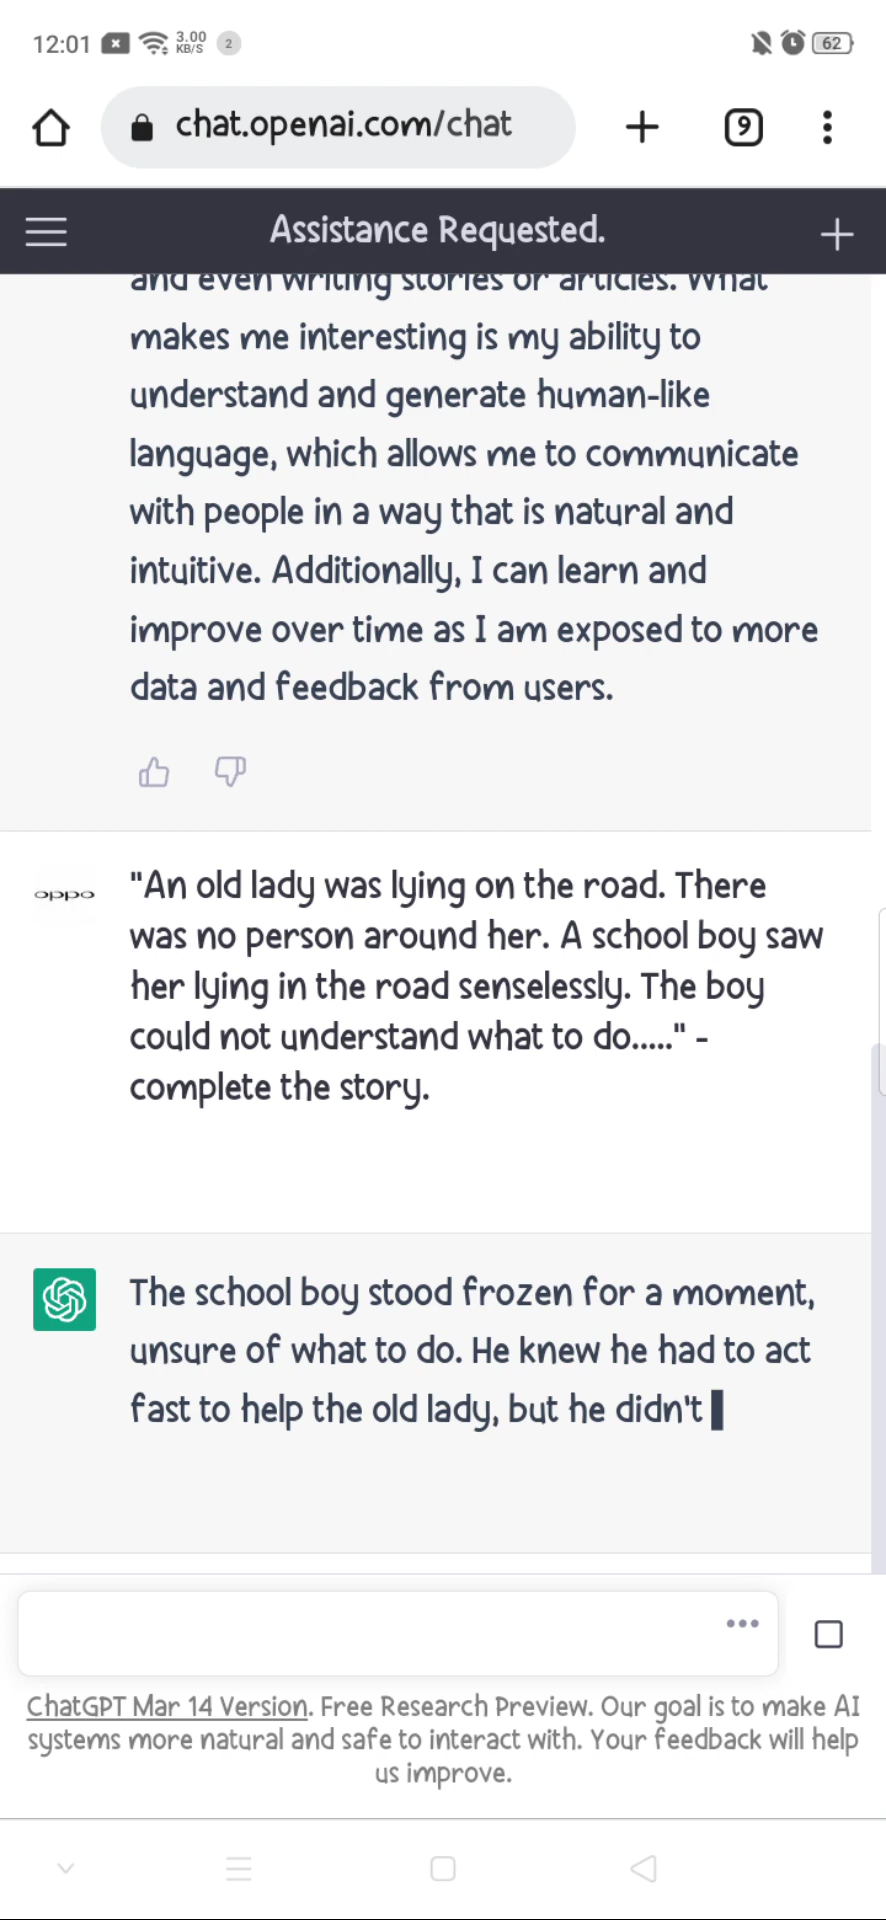 12:01 3.00 KB/S 2 62
chat.openai.com/chat 9
Assistance Requested.
and even writing stories or articles. What
makes me interesting is my ability to
understand and generate human-like
language, which allows me to communicate
with people in a way that is natural and
intuitive. Additionally, I can learn and
improve over time as I am exposed to more
data and feedback from users.
oppo
"An old lady was lying on the road. There
was no person around her. A school boy saw
her lying in the road senselessly. The boy
could not understand what to do....." -
complete the story.
The school boy stood frozen for a moment,
unsure of what to do. He knew he had to act
fast to help the old lady, but he didn't
ChatGPT Mar 14 Version. Free Research Preview. Our goal is to make AI
systems more natural and safe to interact with. Your feedback will help
us improve.